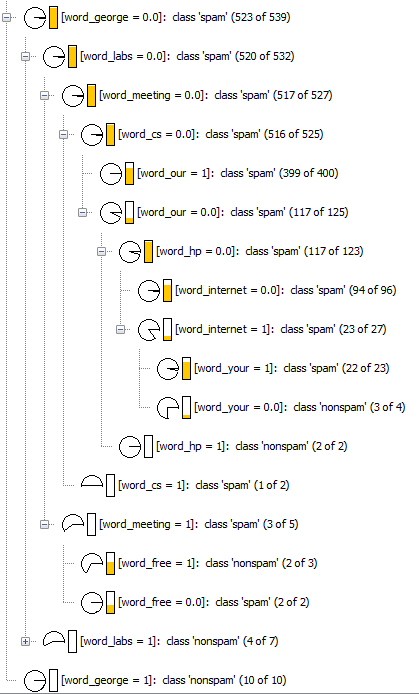 [word_george = 0.0]: class 'spam' (523 of 539)
[word_labs = 0.0]: class 'spam' (520 of 532)
[word_meeting = 0.0]: class 'spam' (517 of 527)
[word_cs = 0.0]: class 'spam' (516 of 525)
[word_our = 1]: class 'spam' (399 of 400)
[word_our = 0.0]: class 'spam' (117 of 125)
[word_hp = 0.0]: class 'spam' (117 of 123)
[word_internet = 0.0]: class 'spam' (94 of 96)
[word_internet = 1]: class 'spam' (23 of 27)
[word_your = 1]: class 'spam' (22 of 23)
[word_your = 0.0]: class 'nonspam' (3 of 4)
[word_hp = 1]: class 'nonspam' (2 of 2)
[word_cs = 1]: class 'spam' (1 of 2)
[word_meeting = 1]: class 'spam' (3 of 5)
[word_free = 1]: class 'nonspam' (2 of 3)
[word_free = 0.0]: class 'spam' (2 of 2)
[word_labs = 1]: class 'nonspam' (4 of 7)
[word_george = 1]: class 'nonspam' (10 of 10)